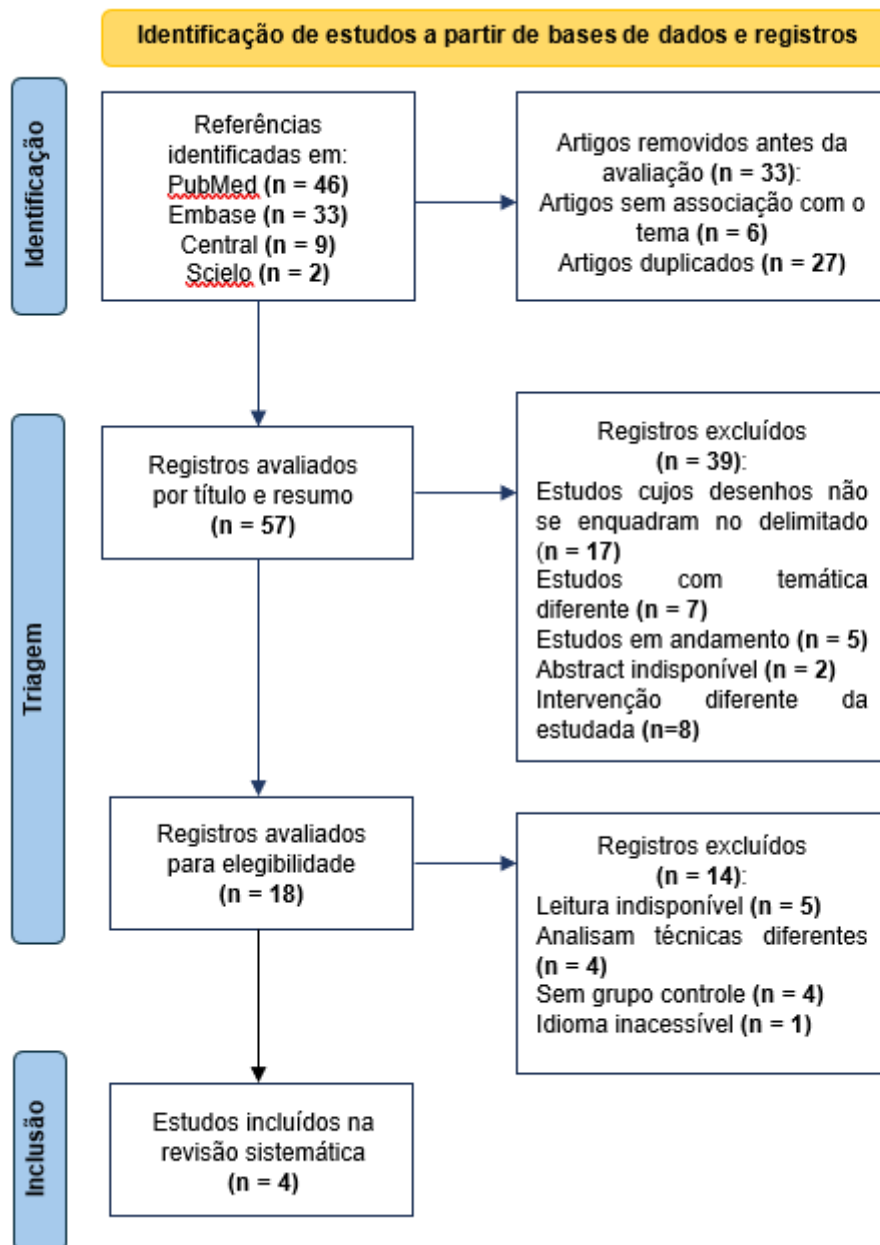 Identificação de estudos a partir de bases de dados e registros
Identificação
Referências
identificadas em:
PubMed (n = 46)
Embase (n = 33)
Central (n = 9)
Scielo (n = 2)
Artigos removidos antes da
avaliação (n = 33):
Artigos sem associação com o
tema (n = 6)
Artigos duplicados (n = 27)
Triagem
Registros avaliados
por título e resumo
(n = 57)
Registros excluídos
(n = 39):
Estudos cujos desenhos não
se enquadram no delimitado
(n = 17)
Estudos com temática
diferente (n = 7)
Estudos em andamento (n = 5)
Abstract indisponível (n = 2)
Intervenção diferente da
estudada (n=8)
Registros avaliados
para elegibilidade
(n = 18)
Registros excluídos
(n = 14):
Leitura indisponível (n = 5)
Analisam técnicas diferentes
(n = 4)
Sem grupo controle (n = 4)
Idioma inacessível (n = 1)
Inclusão
Estudos incluídos na
revisão sistemática
(n = 4)